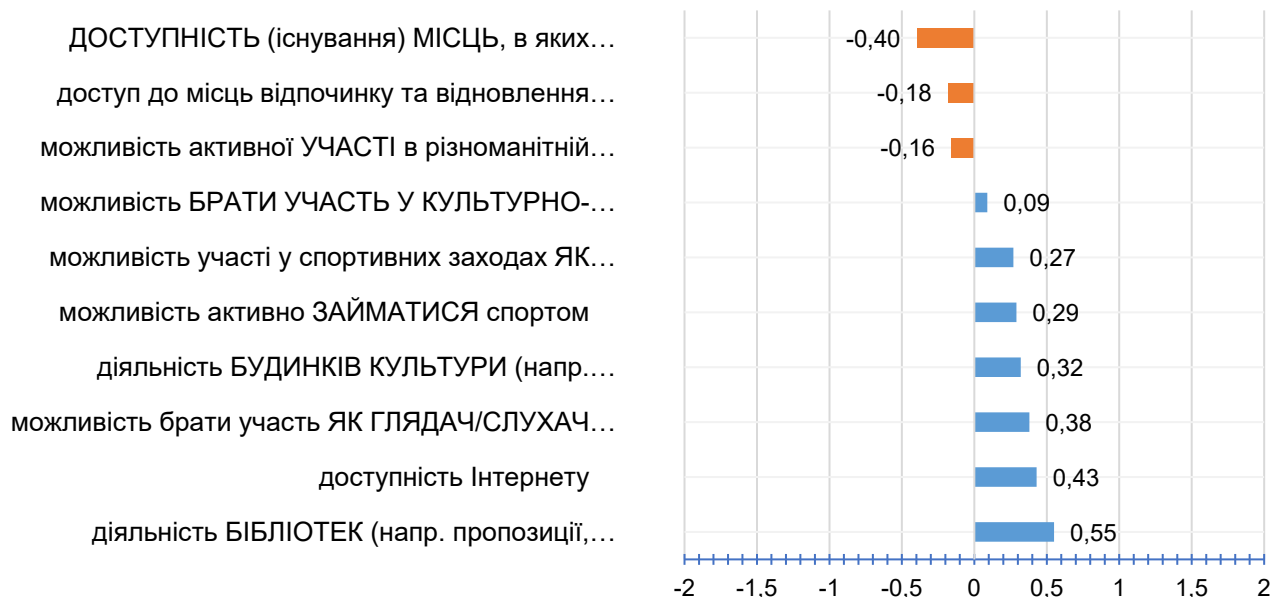 ДОСТУПНІСТЬ (існування) МІСЦЬ, в яких… -0,40
доступ до місць відпочинку та відновлення… -0,18
можливість активної УЧАСТІ в різноманітній… -0,16
можливість БРАТИ УЧАСТЬ У КУЛЬТУРНО-… 0,09
можливість участі у спортивних заходах ЯК… 0,27
можливість активно ЗАЙМАТИСЯ спортом 0,29
діяльність БУДИНКІВ КУЛЬТУРИ (напр.… 0,32
можливість брати участь ЯК ГЛЯДАЧ/СЛУХАЧ… 0,38
доступність Інтернету 0,43
діяльність БІБЛІОТЕК (напр. пропозиції,… 0,55
-2 -1,5 -1 -0,5 0 0,5 1 1,5 2